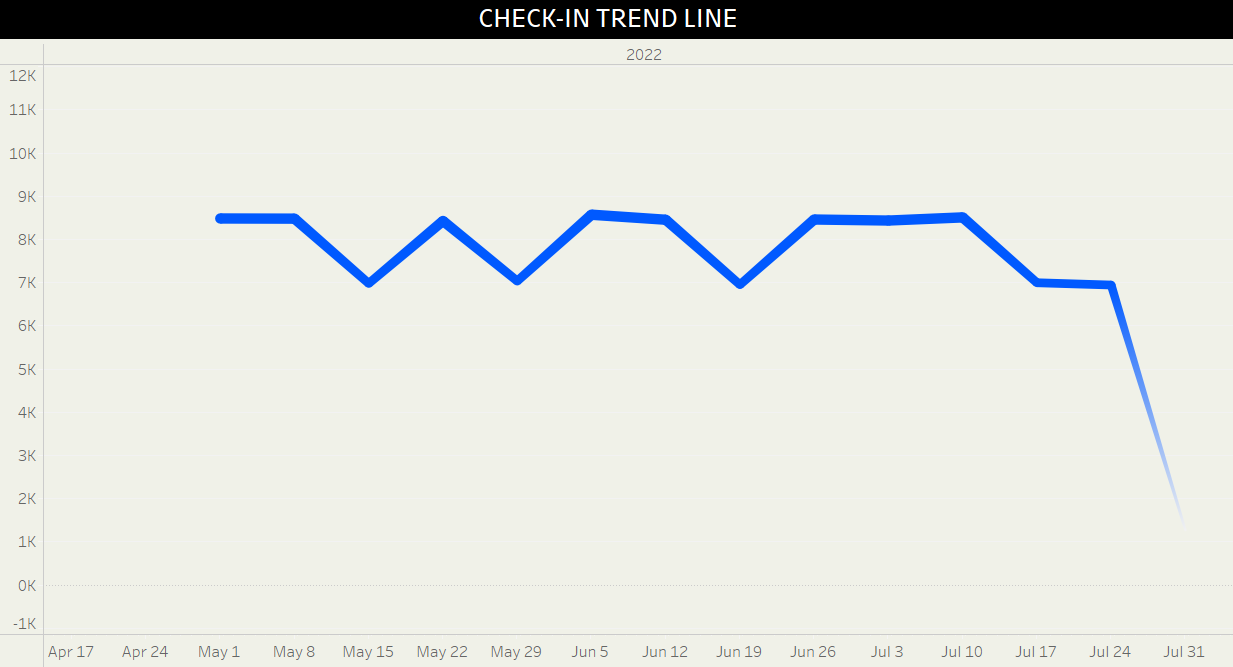 CHECK-IN TREND LINE
2022
12K
11K
10K
9K
8K
7K
6K
5K
4K
3K
2K
1K
0K
-1K
Apr 17 Apr 24 May 1 May 8 May 15 May 22 May 29 Jun 5 Jun 12 Jun 19 Jun 26 Jul 3 Jul 10 Jul 17 Jul 24 Jul 31